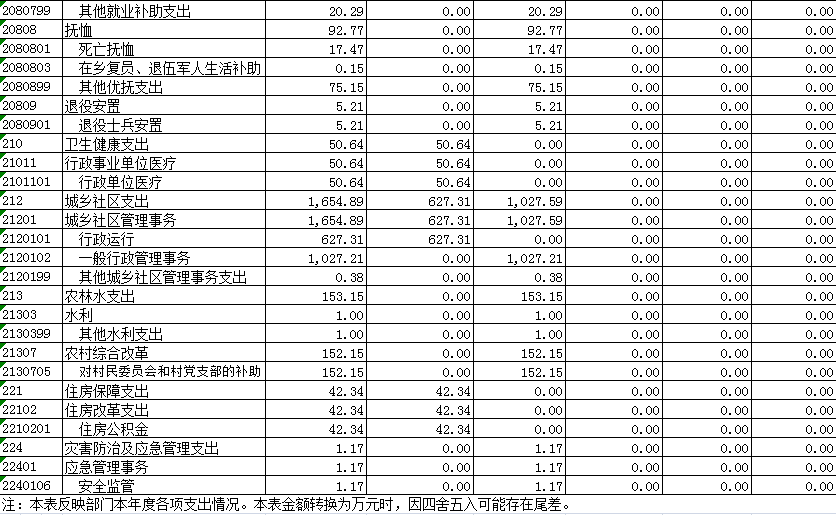 2080799 其他就业补助支出 20.29 0.00 20.29 0.00 0.00 0.00
20808 抚恤 92.77 0.00 92.77 0.00 0.00 0.00
2080801 死亡抚恤 17.47 0.00 17.47 0.00 0.00 0.00
2080803 在乡复员、退伍军人生活补助 0.15 0.00 0.15 0.00 0.00 0.00
2080899 其他优抚支出 75.15 0.00 75.15 0.00 0.00 0.00
20809 退役安置 5.21 0.00 5.21 0.00 0.00 0.00
2080901 退役士兵安置 5.21 0.00 5.21 0.00 0.00 0.00
210 卫生健康支出 50.64 50.64 0.00 0.00 0.00 0.00
21011 行政事业单位医疗 50.64 50.64 0.00 0.00 0.00 0.00
2101101 行政单位医疗 50.64 50.64 0.00 0.00 0.00 0.00
212 城乡社区支出 1,654.89 627.31 1,027.59 0.00 0.00 0.00
21201 城乡社区管理事务 1,654.89 627.31 1,027.59 0.00 0.00 0.00
2120101 行政运行 627.31 627.31 0.00 0.00 0.00 0.00
2120102 一般行政管理事务 1,027.21 0.00 1,027.21 0.00 0.00 0.00
2120199 其他城乡社区管理事务支出 0.38 0.00 0.38 0.00 0.00 0.00
213 农林水支出 153.15 0.00 153.15 0.00 0.00 0.00
21303 水利 1.00 0.00 1.00 0.00 0.00 0.00
2130399 其他水利支出 1.00 0.00 1.00 0.00 0.00 0.00
21307 农村综合改革 152.15 0.00 152.15 0.00 0.00 0.00
2130705 对村民委员会和村党支部的补助 152.15 0.00 152.15 0.00 0.00 0.00
221 住房保障支出 42.34 42.34 0.00 0.00 0.00 0.00
22102 住房改革支出 42.34 42.34 0.00 0.00 0.00 0.00
2210201 住房公积金 42.34 42.34 0.00 0.00 0.00 0.00
224 灾害防治及应急管理支出 1.17 0.00 1.17 0.00 0.00 0.00
22401 应急管理事务 1.17 0.00 1.17 0.00 0.00 0.00
2240106 安全监管 1.17 0.00 1.17 0.00 0.00 0.00
注：本表反映部门本年度各项支出情况。本表金额转换为万元时，因四舍五入可能存在尾差。